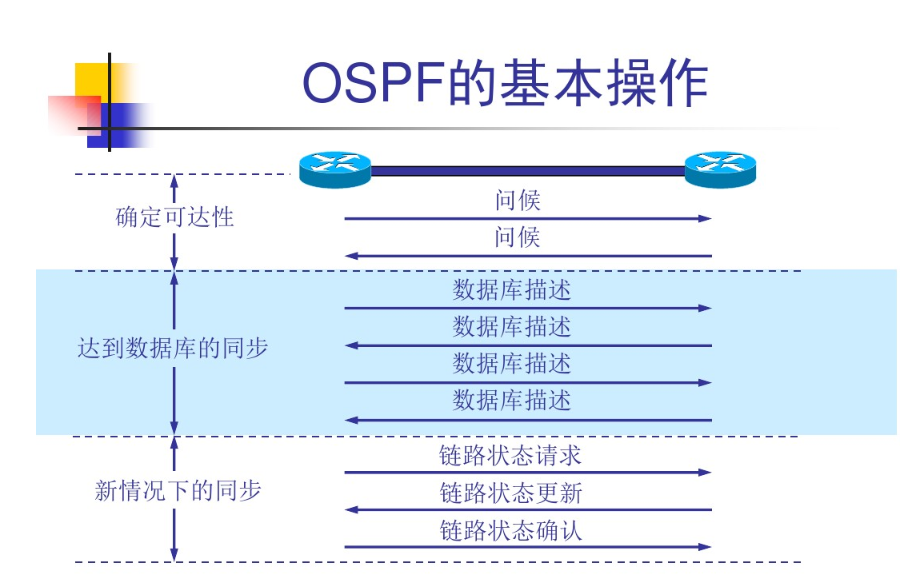 OSPF的基本操作
确定可达性
问候
问候
达到数据库的同步
数据库描述
数据库描述
数据库描述
数据库描述
新情况下的同步
链路状态请求
链路状态更新
链路状态确认